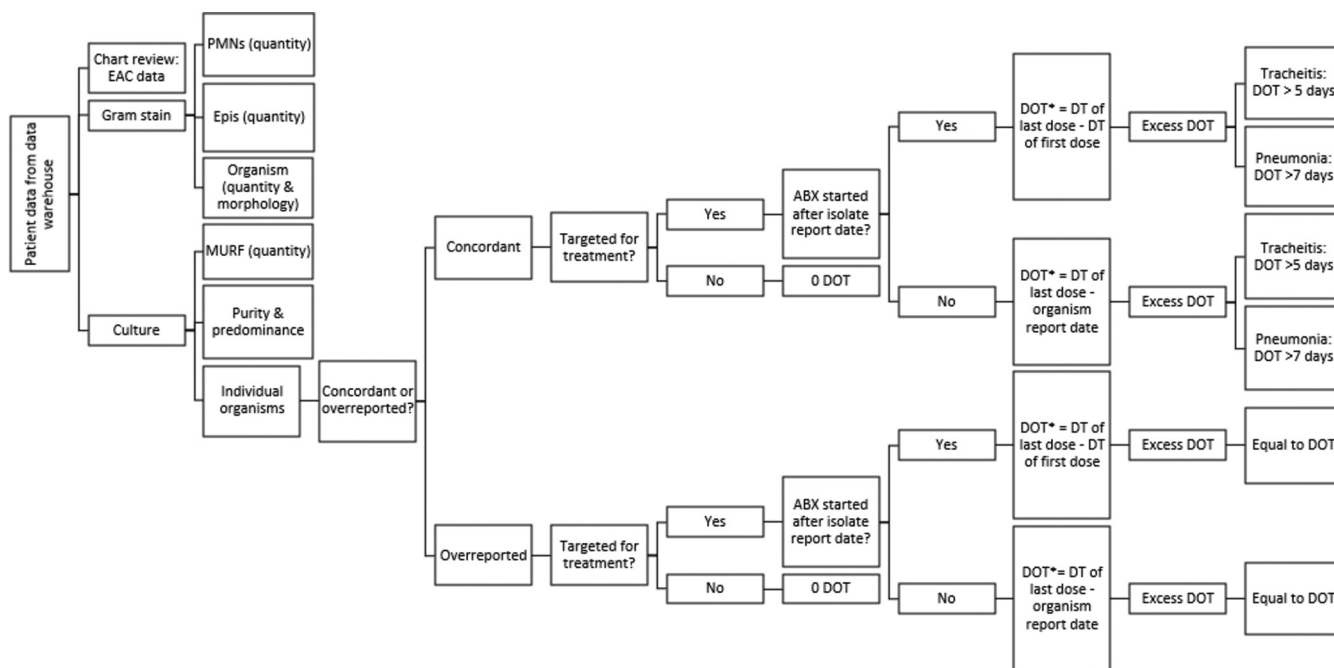 Patient data from data
warehouse
Chart review:
EAC data
Gram stain
Culture
PMNs (quantity)
Epis (quantity)
Organism
(quantity &
morphology)
MURF (quantity)
Purity &
predominance
Individual
organisms
Concordant or
overreported?
Concordant
Targeted for
treatment?
Yes
No
ABX started
after isolate
report date?
0 DOT
Yes
DOT* = DT of
last dose - DT
of first dose
Excess DOT
Tracheitis:
DOT > 5 days
Pneumonia:
DOT >7 days
No
DOT* = DT of
last dose -
organism
report date
Excess DOT
Tracheitis:
DOT >5 days
Pneumonia:
DOT >7 days
Overreported
Targeted for
treatment?
Yes
No
ABX started
after isolate
report date?
0 DOT
Yes
DOT* = DT of
last dose - DT
of first dose
Excess DOT
Equal to DOT
No
DOT*= DT of
last dose -
organism
report date
Excess DOT
Equal to DOT